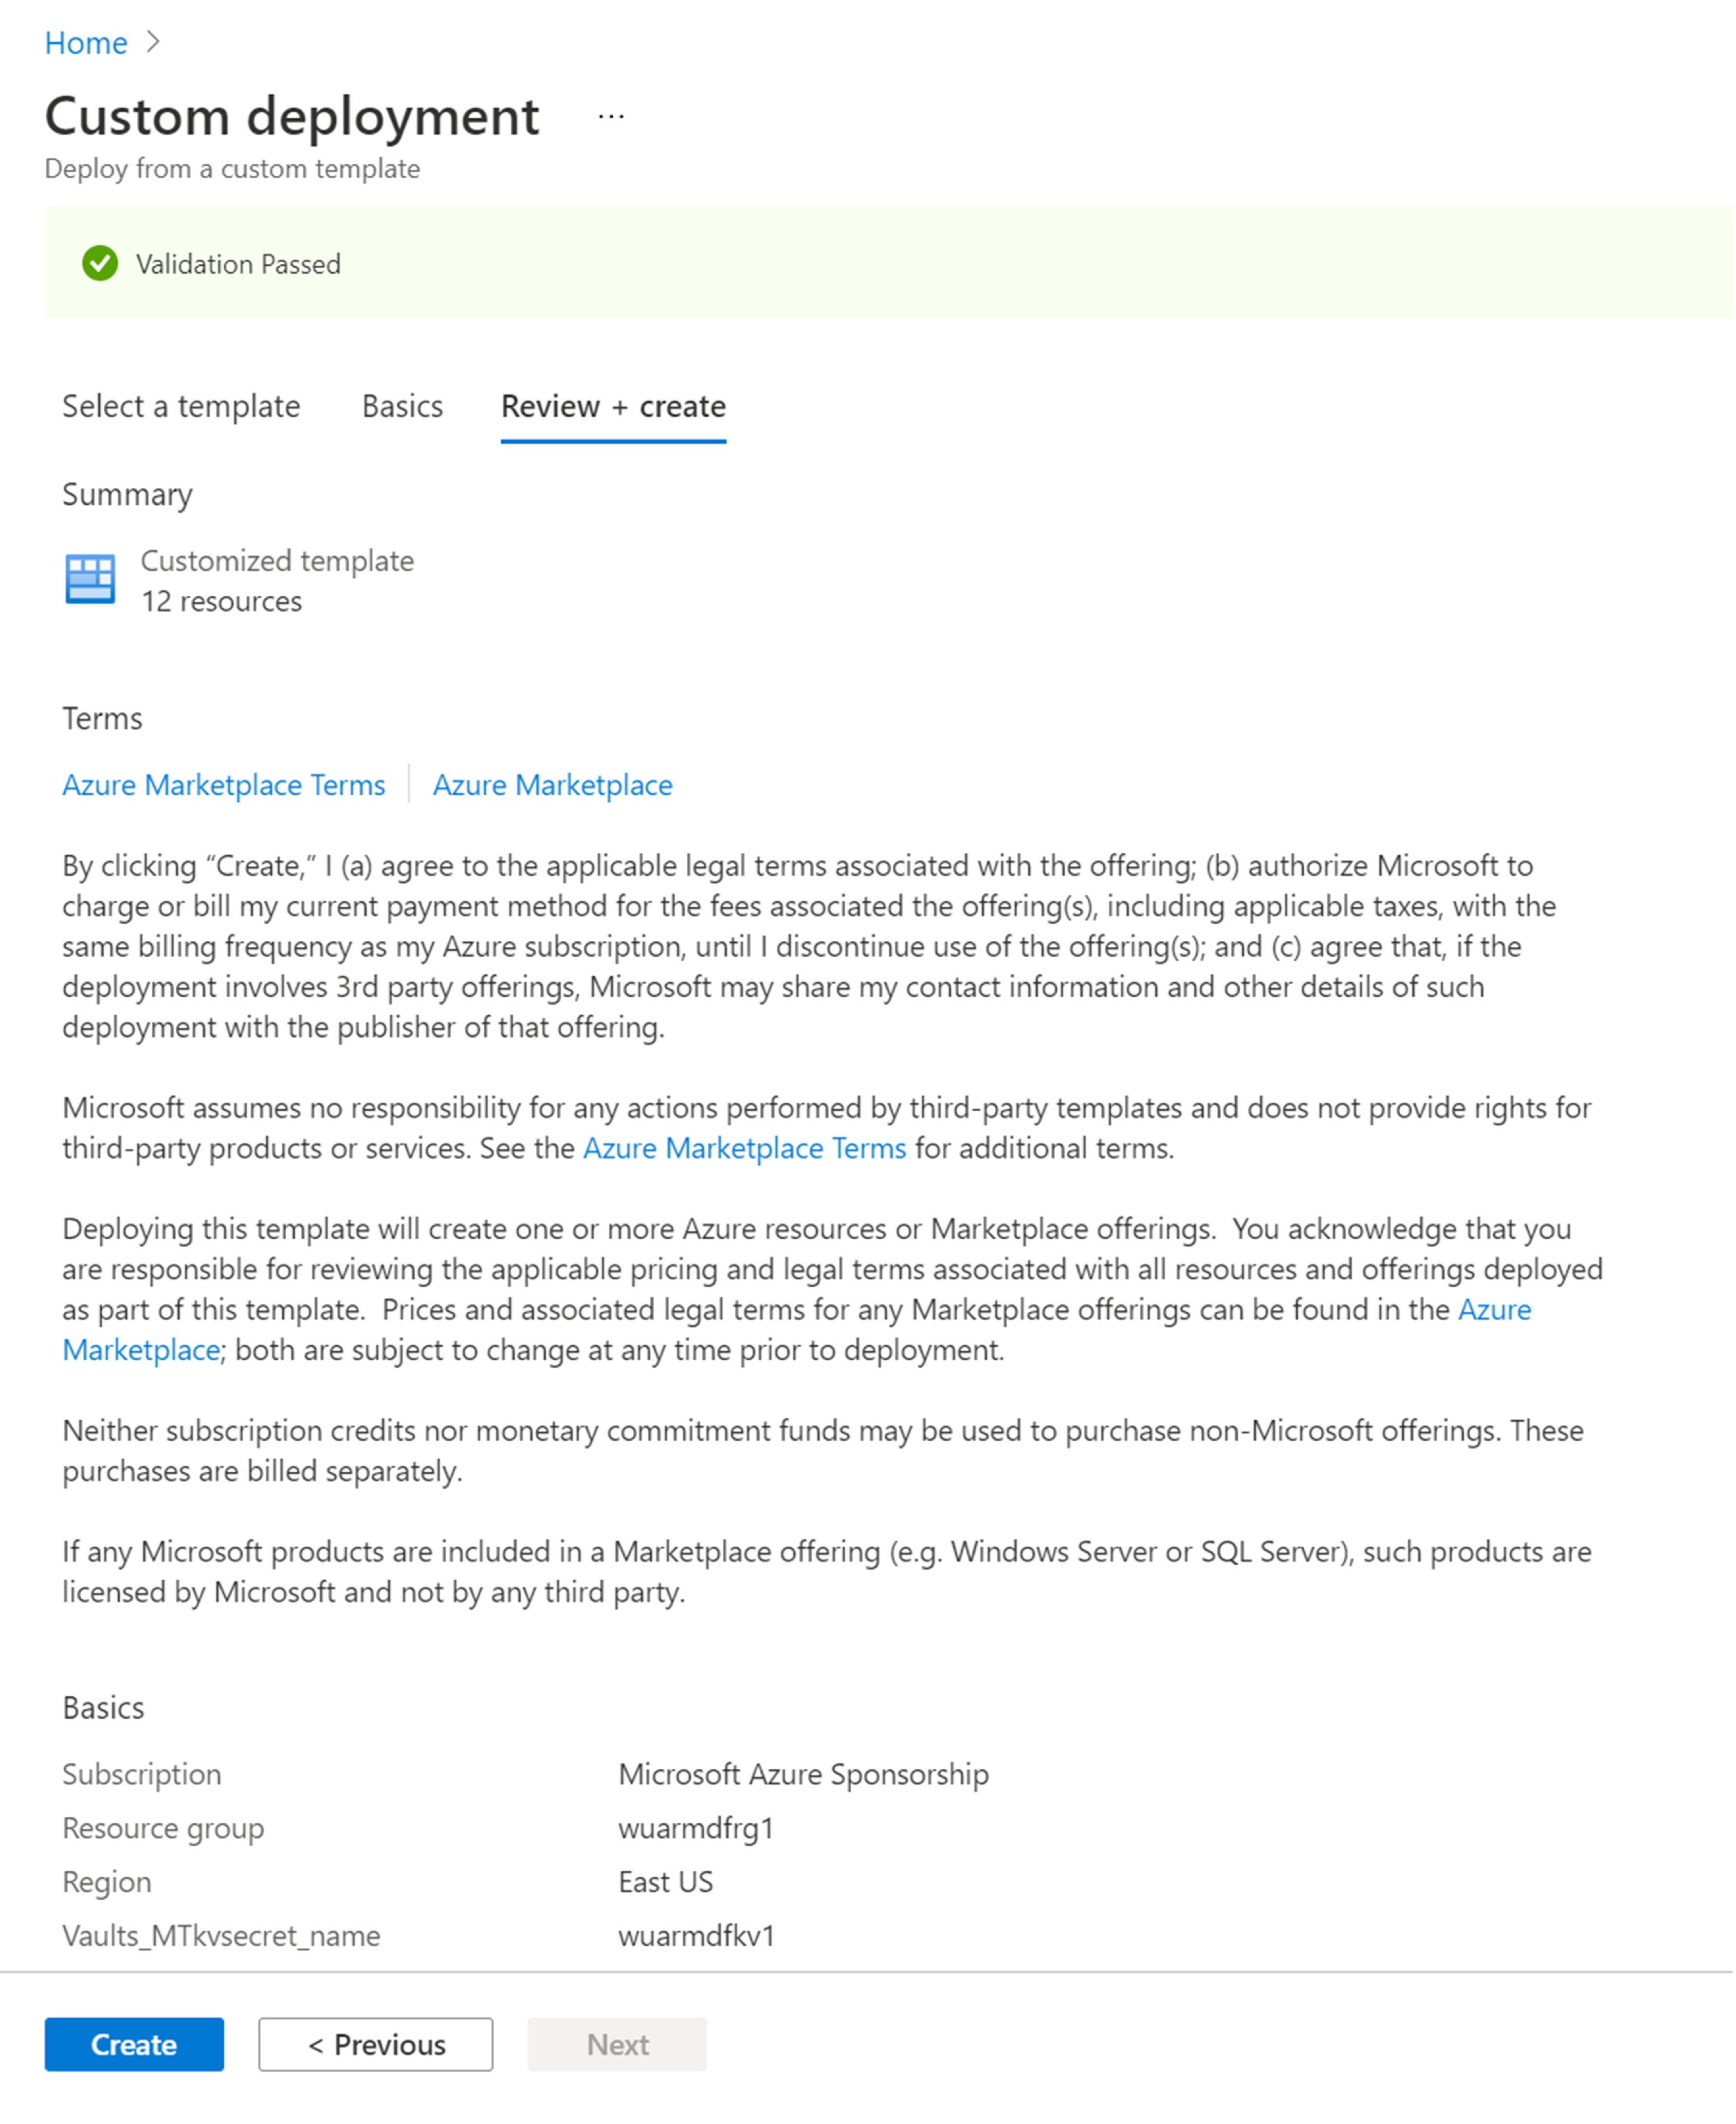 Home >
Custom deployment ...
Deploy from a custom template
Validation Passed
Select a template Basics Review + create
Summary
Customized template
12 resources
Terms
Azure Marketplace Terms Azure Marketplace
By clicking “Create,” I (a) agree to the applicable legal terms associated with the offering; (b) authorize Microsoft to
charge or bill my current payment method for the fees associated the offering(s), including applicable taxes, with the
same billing frequency as my Azure subscription, until I discontinue use of the offering(s); and (c) agree that, if the
deployment involves 3rd party offerings, Microsoft may share my contact information and other details of such
deployment with the publisher of that offering.
Microsoft assumes no responsibility for any actions performed by third-party templates and does not provide rights for
third-party products or services. See the Azure Marketplace Terms for additional terms.
Deploying this template will create one or more Azure resources or Marketplace offerings.  You acknowledge that you
are responsible for reviewing the applicable pricing and legal terms associated with all resources and offerings deployed
as part of this template.  Prices and associated legal terms for any Marketplace offerings can be found in the Azure
Marketplace; both are subject to change at any time prior to deployment.
Neither subscription credits nor monetary commitment funds may be used to purchase non-Microsoft offerings. These
purchases are billed separately.
If any Microsoft products are included in a Marketplace offering (e.g. Windows Server or SQL Server), such products are
licensed by Microsoft and not by any third party.
Basics
Subscription Microsoft Azure Sponsorship
Resource group wuarmdfrg1
Region East US
Vaults_MTkvsecret_name wuarmdfkv1
Create < Previous Next